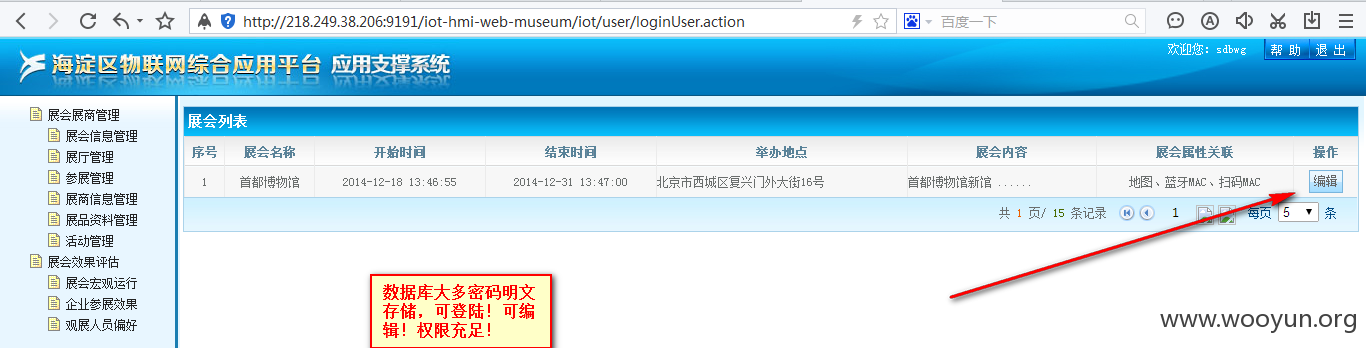 http://218.249.38.206:9191/iot-hmi-web-museum/iot/user/loginUser.action
百度一下
海淀区物联网综合应用平台 应用支撑系统
欢迎您：sdbwg 帮 助 退 出
展会展商管理
展会信息管理
展厅管理
参展管理
展商信息管理
展品资料管理
活动管理
展会效果评估
展会宏观运行
企业参展效果
观展人员偏好
展会列表
序号 展会名称 开始时间 结束时间 举办地点 展会内容 展会属性关联 操作
1 首都博物馆 2014-12-18 13:46:55 2014-12-31 13:47:00 北京市西城区复兴门外大街16号 首都博物馆新馆 ...... 地图、蓝牙MAC、扫码MAC 编辑
共 1 页/ 15 条记录 1 每页 5 条
数据库大多密码明文
存储，可登陆！可编
辑！权限充足！
www.wooyun.org